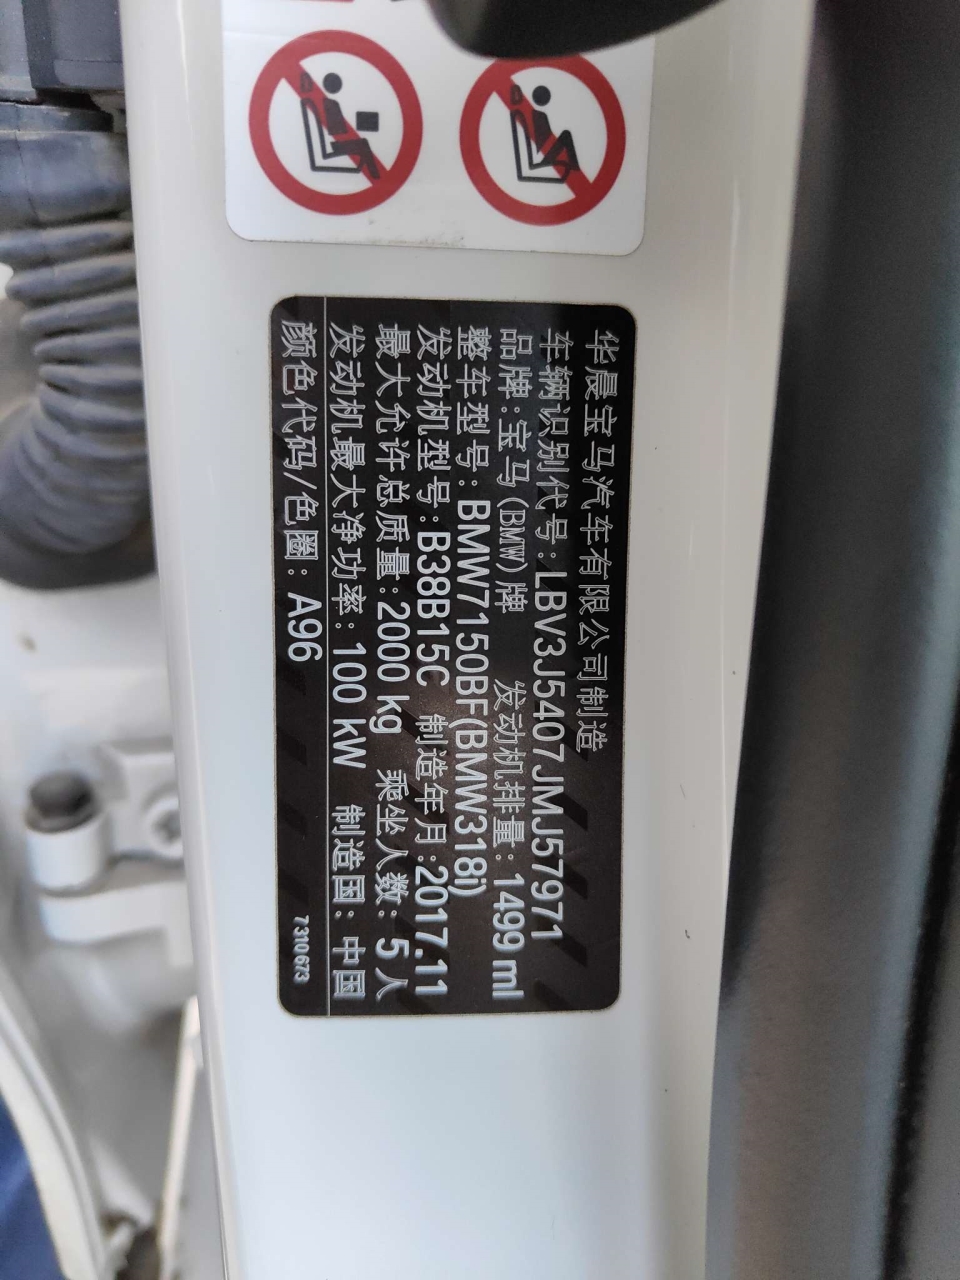 华晨宝马汽车有限公司制造
车辆识别代号:LBV3J5407JMJ57971
品牌:宝马(BMW)牌 发动机排量:1499 ml
整车型号:BMW7150BF(BMW318i)
发动机型号:B38B15C 制造年月:2017.11
最大允许总质量:2000 kg 乘坐人数:5人
发动机最大净功率:100 kW 制造国:中国
颜色代码/色圈:A96 7310673